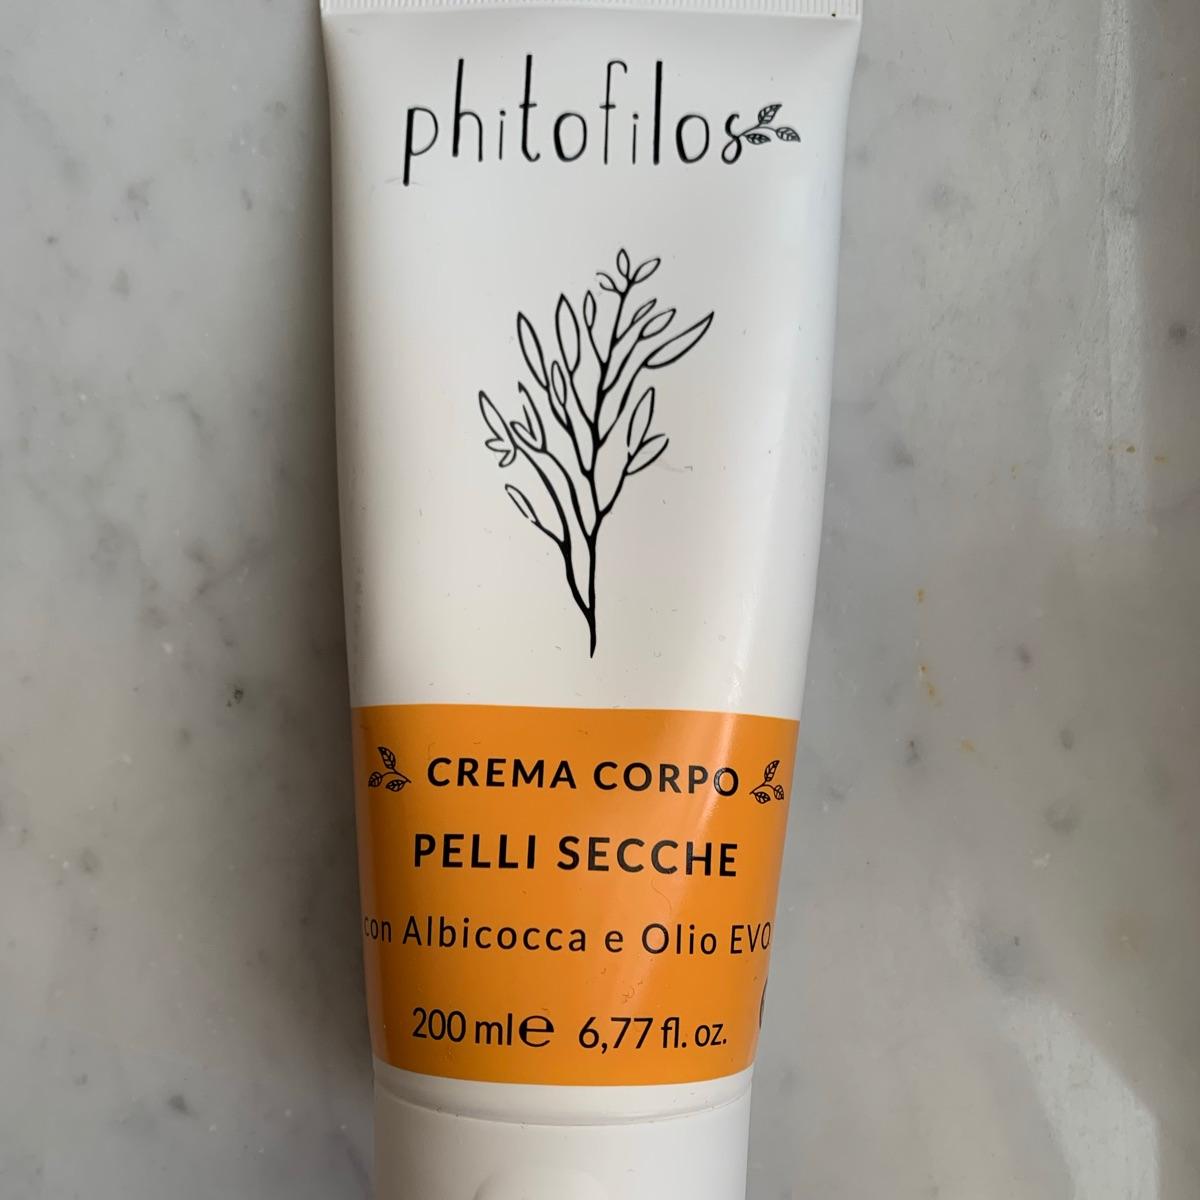 phitofilos
CREMA CORPO
PELLI SECCHE
con Albicocca e Olio EVO
200 ml e 6,77 fl. oz.